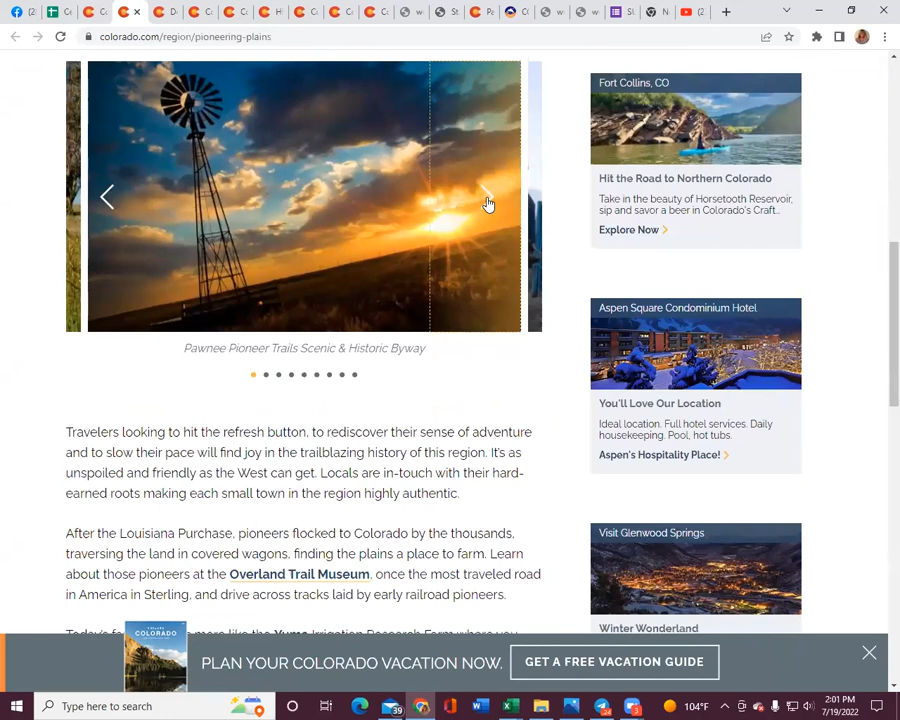 (2
colorado.com/region/pioneering-plains
Pawnee Pioneer Trails Scenic & Historic Byway
Travelers looking to hit the refresh button, to rediscover their sense of adventure
and to slow their pace will find joy in the trailblazing history of this region. It's as
unspoiled and friendly as the West can get. Locals are in-touch with their hard-
earned roots making each small town in the region highly authentic.
After the Louisiana Purchase, pioneers flocked to Colorado by the thousands,
traversing the land in covered wagons, finding the plains a place to farm. Learn
about those pioneers at the Overland Trail Museum, once the most traveled road
in America in Sterling, and drive across tracks laid by early railroad pioneers.
Fort Collins, CO
Hit the Road to Northern Colorado
Take in the beauty of Horsetooth Reservoir,
sip and savor a beer in Colorado's Craft...
Explore Now
Aspen Square Condominium Hotel
You'll Love Our Location
Ideal location. Full hotel services. Daily
housekeeping. Pool, hot tubs.
Aspen's Hospitality Place!
Visit Glenwood Springs
Winter Wonderland
COLORADO
PLAN YOUR COLORADO VACATION NOW.
GET A FREE VACATION GUIDE
Type here to search
39
104°F
2:01 PM
7/19/2022